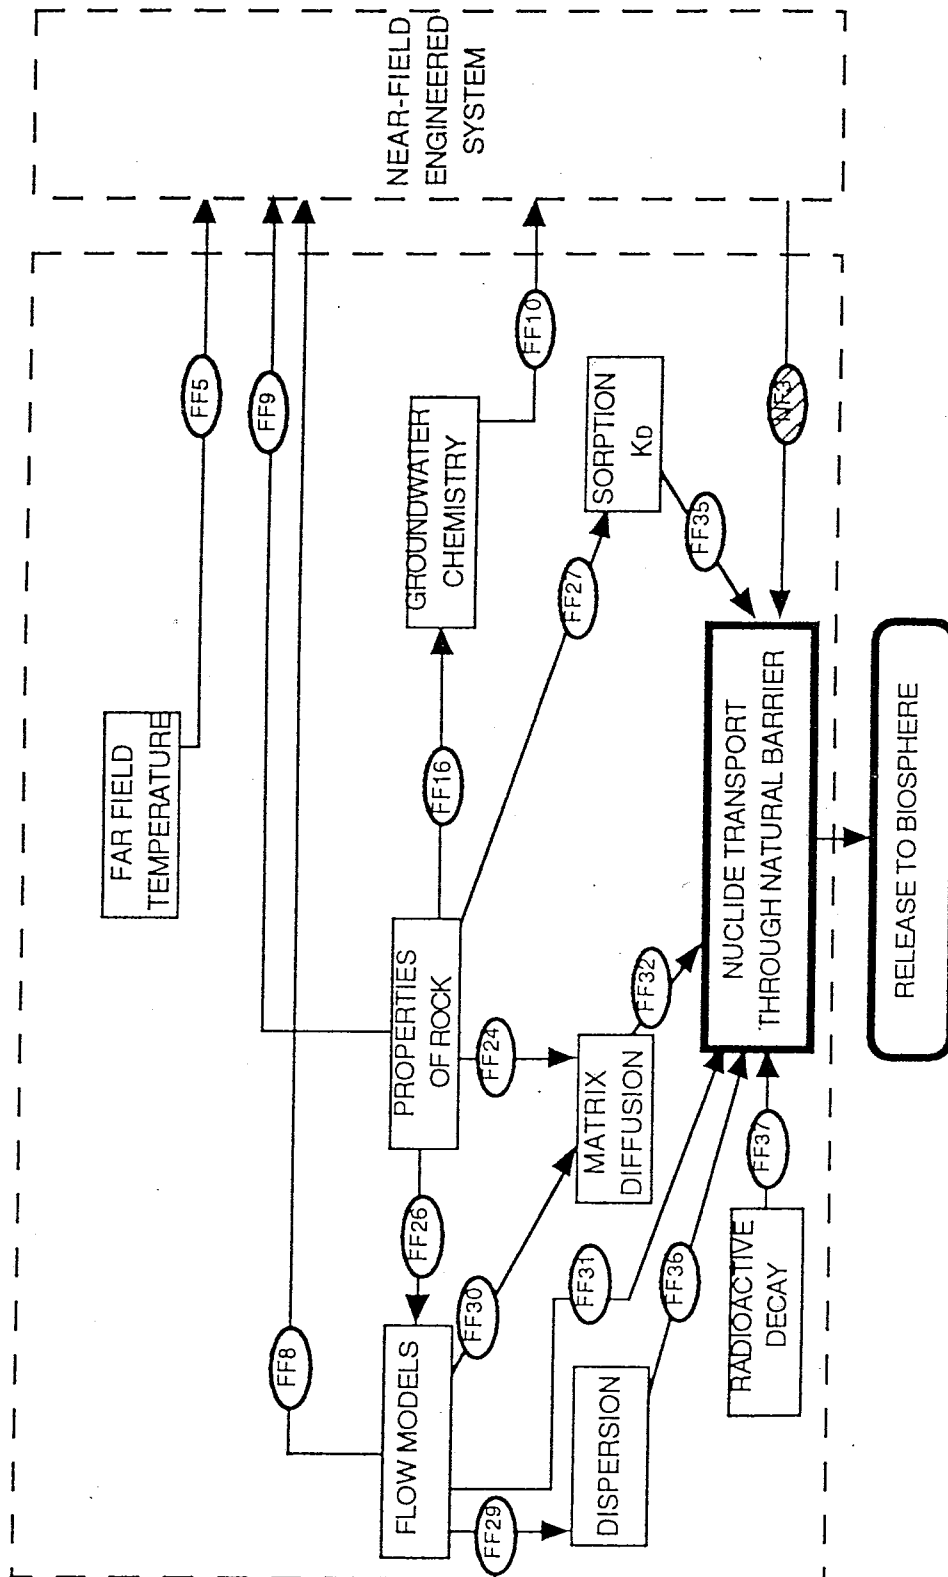 NEAR-FIELD
ENGINEERED
SYSTEM
FF5
FF9
FF10
NF3
FAR FIELD
TEMPERATURE
GROUNDWATER
CHEMISTRY
SORPTION
KD
FF35
FF27
FF16
PROPERTIES
OF ROCK
FF24
FF32
MATRIX
DIFFUSION
NUCLIDE TRANSPORT
THROUGH NATURAL BARRIER
RELEASE TO BIOSPHERE
FF26
FF30
FF31
FF36
FF37
FF8
FLOW MODELS
FF29
DISPERSION
RADIOACTIVE
DECAY